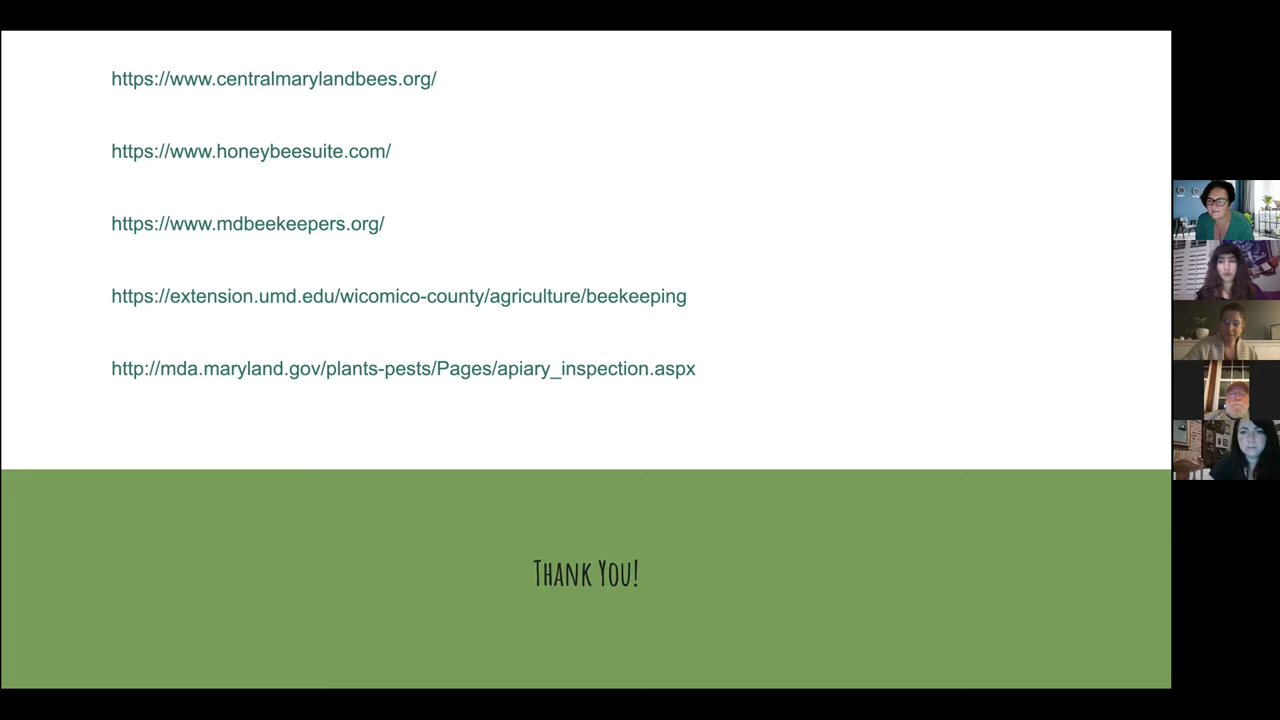 https://www.centralmarylandbees.org/
https://www.honeybeesuite.com/
https://www.mdbeekeepers.org/
https://extension.umd.edu/wicomico-county/agriculture/beekeeping
http://mda.maryland.gov/plants-pests/Pages/apiary_inspection.aspx
Thank You!